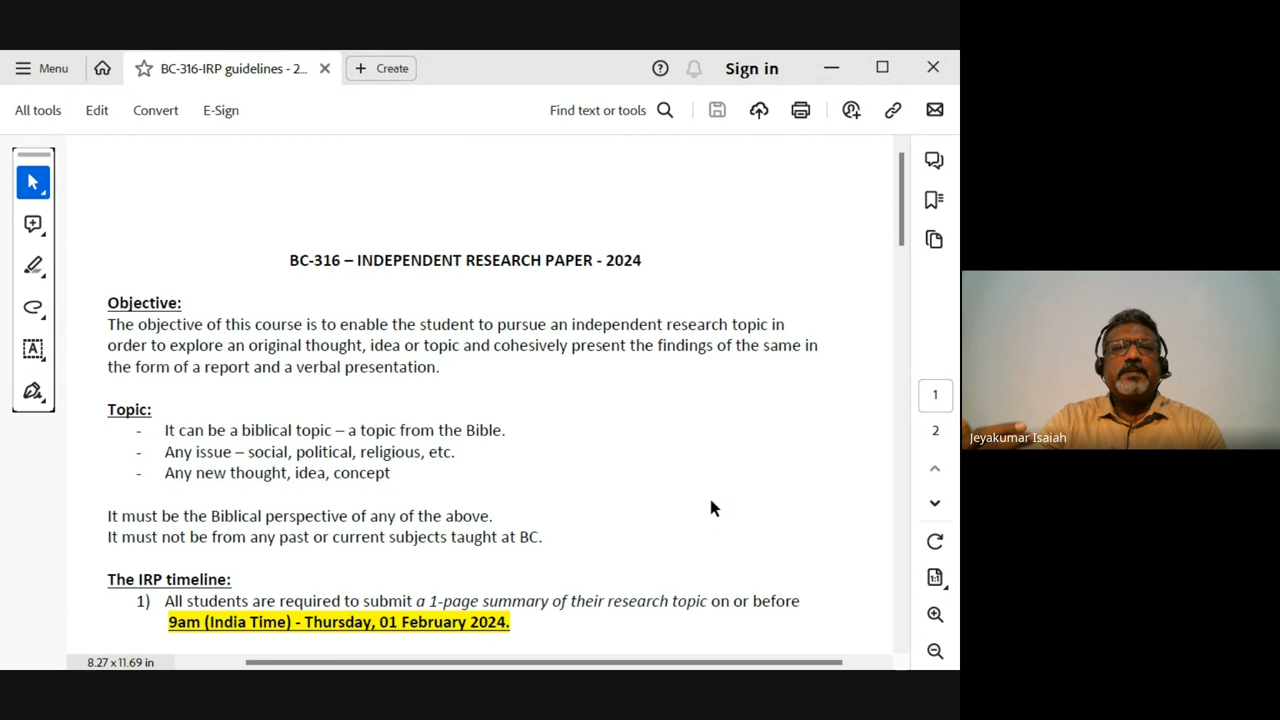 Menu
BC-316-IRP guidelines - 2...
Create
Sign in
All tools
Edit
Convert
E-Sign
Find text or tools
BC-316 – INDEPENDENT RESEARCH PAPER - 2024
Objective:
The objective of this course is to enable the student to pursue an independent research topic in
order to explore an original thought, idea or topic and cohesively present the findings of the same in
the form of a report and a verbal presentation.
Topic:
- It can be a biblical topic – a topic from the Bible.
- Any issue – social, political, religious, etc.
- Any new thought, idea, concept
It must be the Biblical perspective of any of the above.
It must not be from any past or current subjects taught at BC.
The IRP timeline:
1) All students are required to submit a 1-page summary of their research topic on or before
9am (India Time) - Thursday, 01 February 2024.
8.27 x 11.69 in
1
2
1:1
Jeyakumar Isaiah